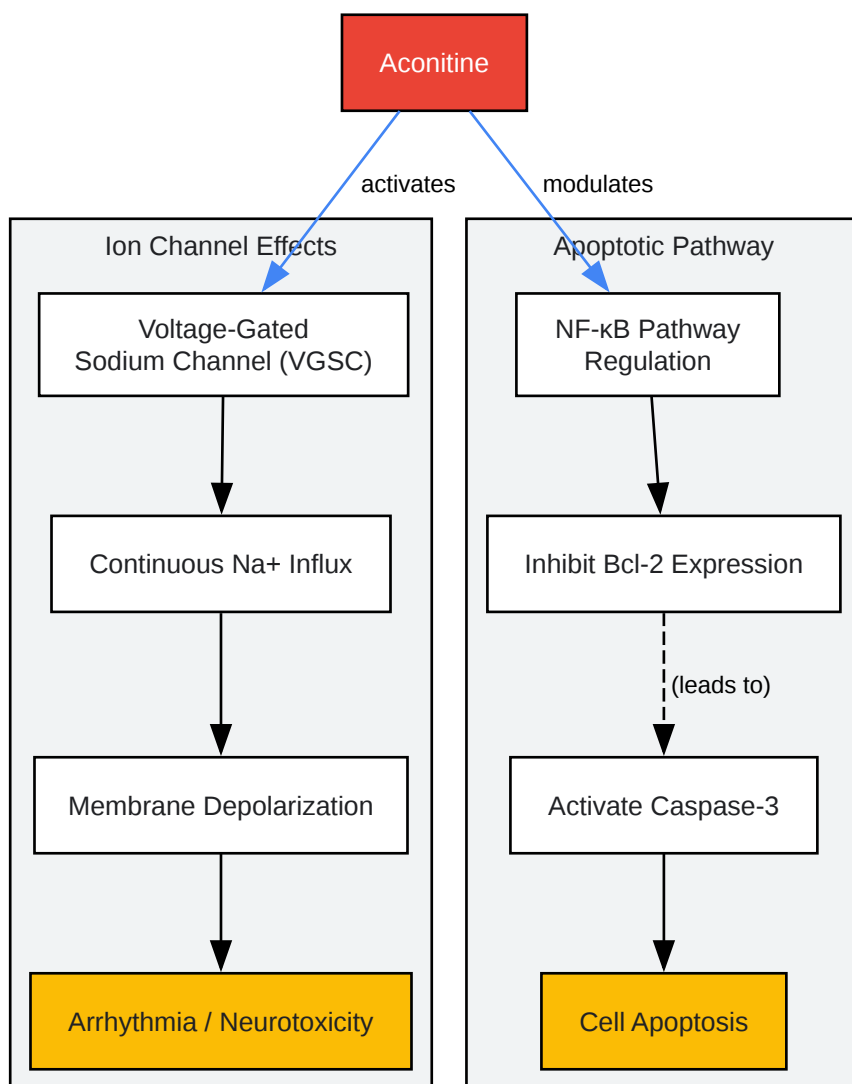 Aconitine
activates
modulates
Ion Channel Effects
Apoptotic Pathway
Voltage-Gated
Sodium Channel (VGSC)
NF-κB Pathway
Regulation
Continuous Na+ Influx
Inhibit Bcl-2 Expression
(leads to)
Membrane Depolarization
Activate Caspase-3
Arrhythmia / Neurotoxicity
Cell Apoptosis